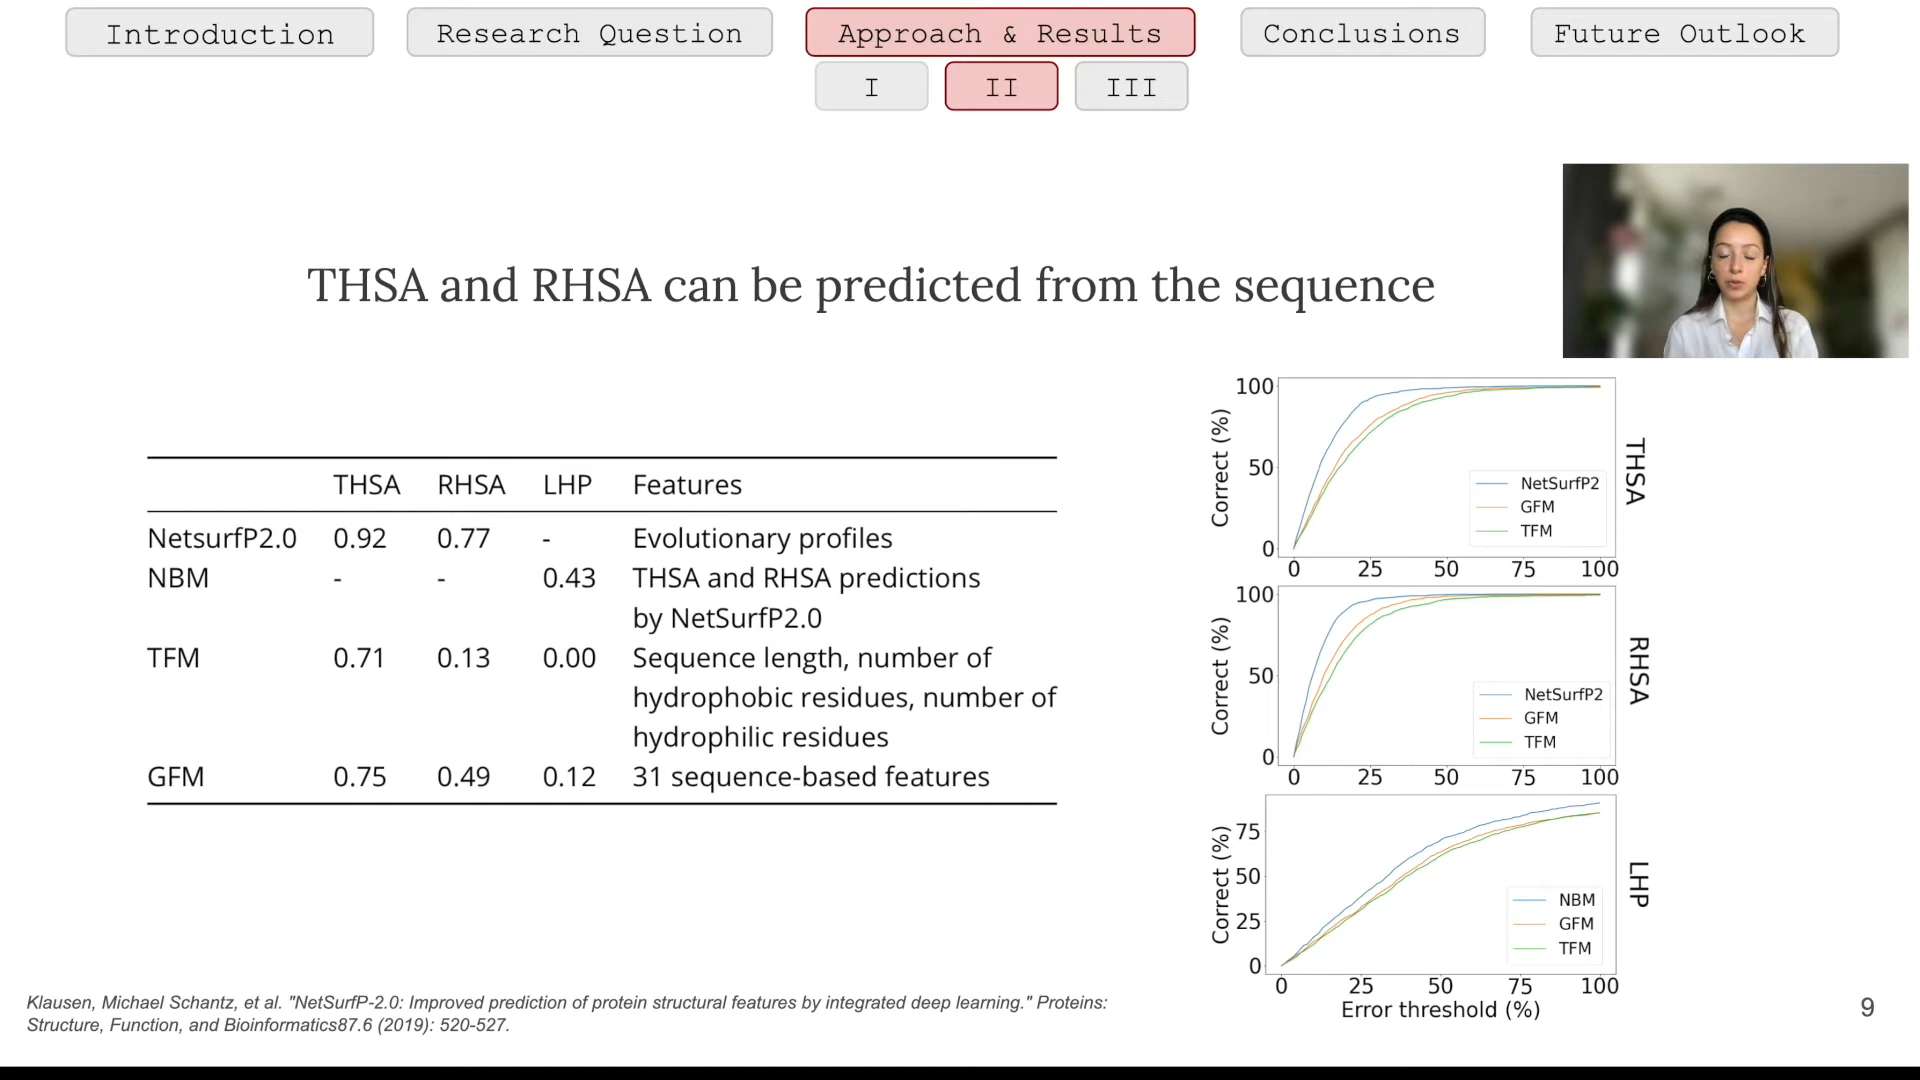 Introduction
Research Question
Approach & Results
Conclusions
Future Outlook
I
II
III
THSA and RHSA can be predicted from the sequence
THSA RHSA LHP Features
NetsurfP2.0 0.92 0.77 - Evolutionary profiles
NBM - - 0.43 THSA and RHSA predictions
by NetSurfP2.0
TFM 0.71 0.13 0.00 Sequence length, number of
hydrophobic residues, number of
hydrophilic residues
GFM 0.75 0.49 0.12 31 sequence-based features
100
50
0
Correct (%)
NetSurfP2
GFM
TFM
THSA
0 25 50 75 100
100
50
0
Correct (%)
NetSurfP2
GFM
TFM
RHSA
0 25 50 75 100
75
50
25
0
Correct (%)
NBM
GFM
TFM
LHP
0 25 50 75 100
Error threshold (%)
Klausen, Michael Schantz, et al. "NetSurfP-2.0: Improved prediction of protein structural features by integrated deep learning." Proteins:
Structure, Function, and Bioinformatics87.6 (2019): 520-527.
9